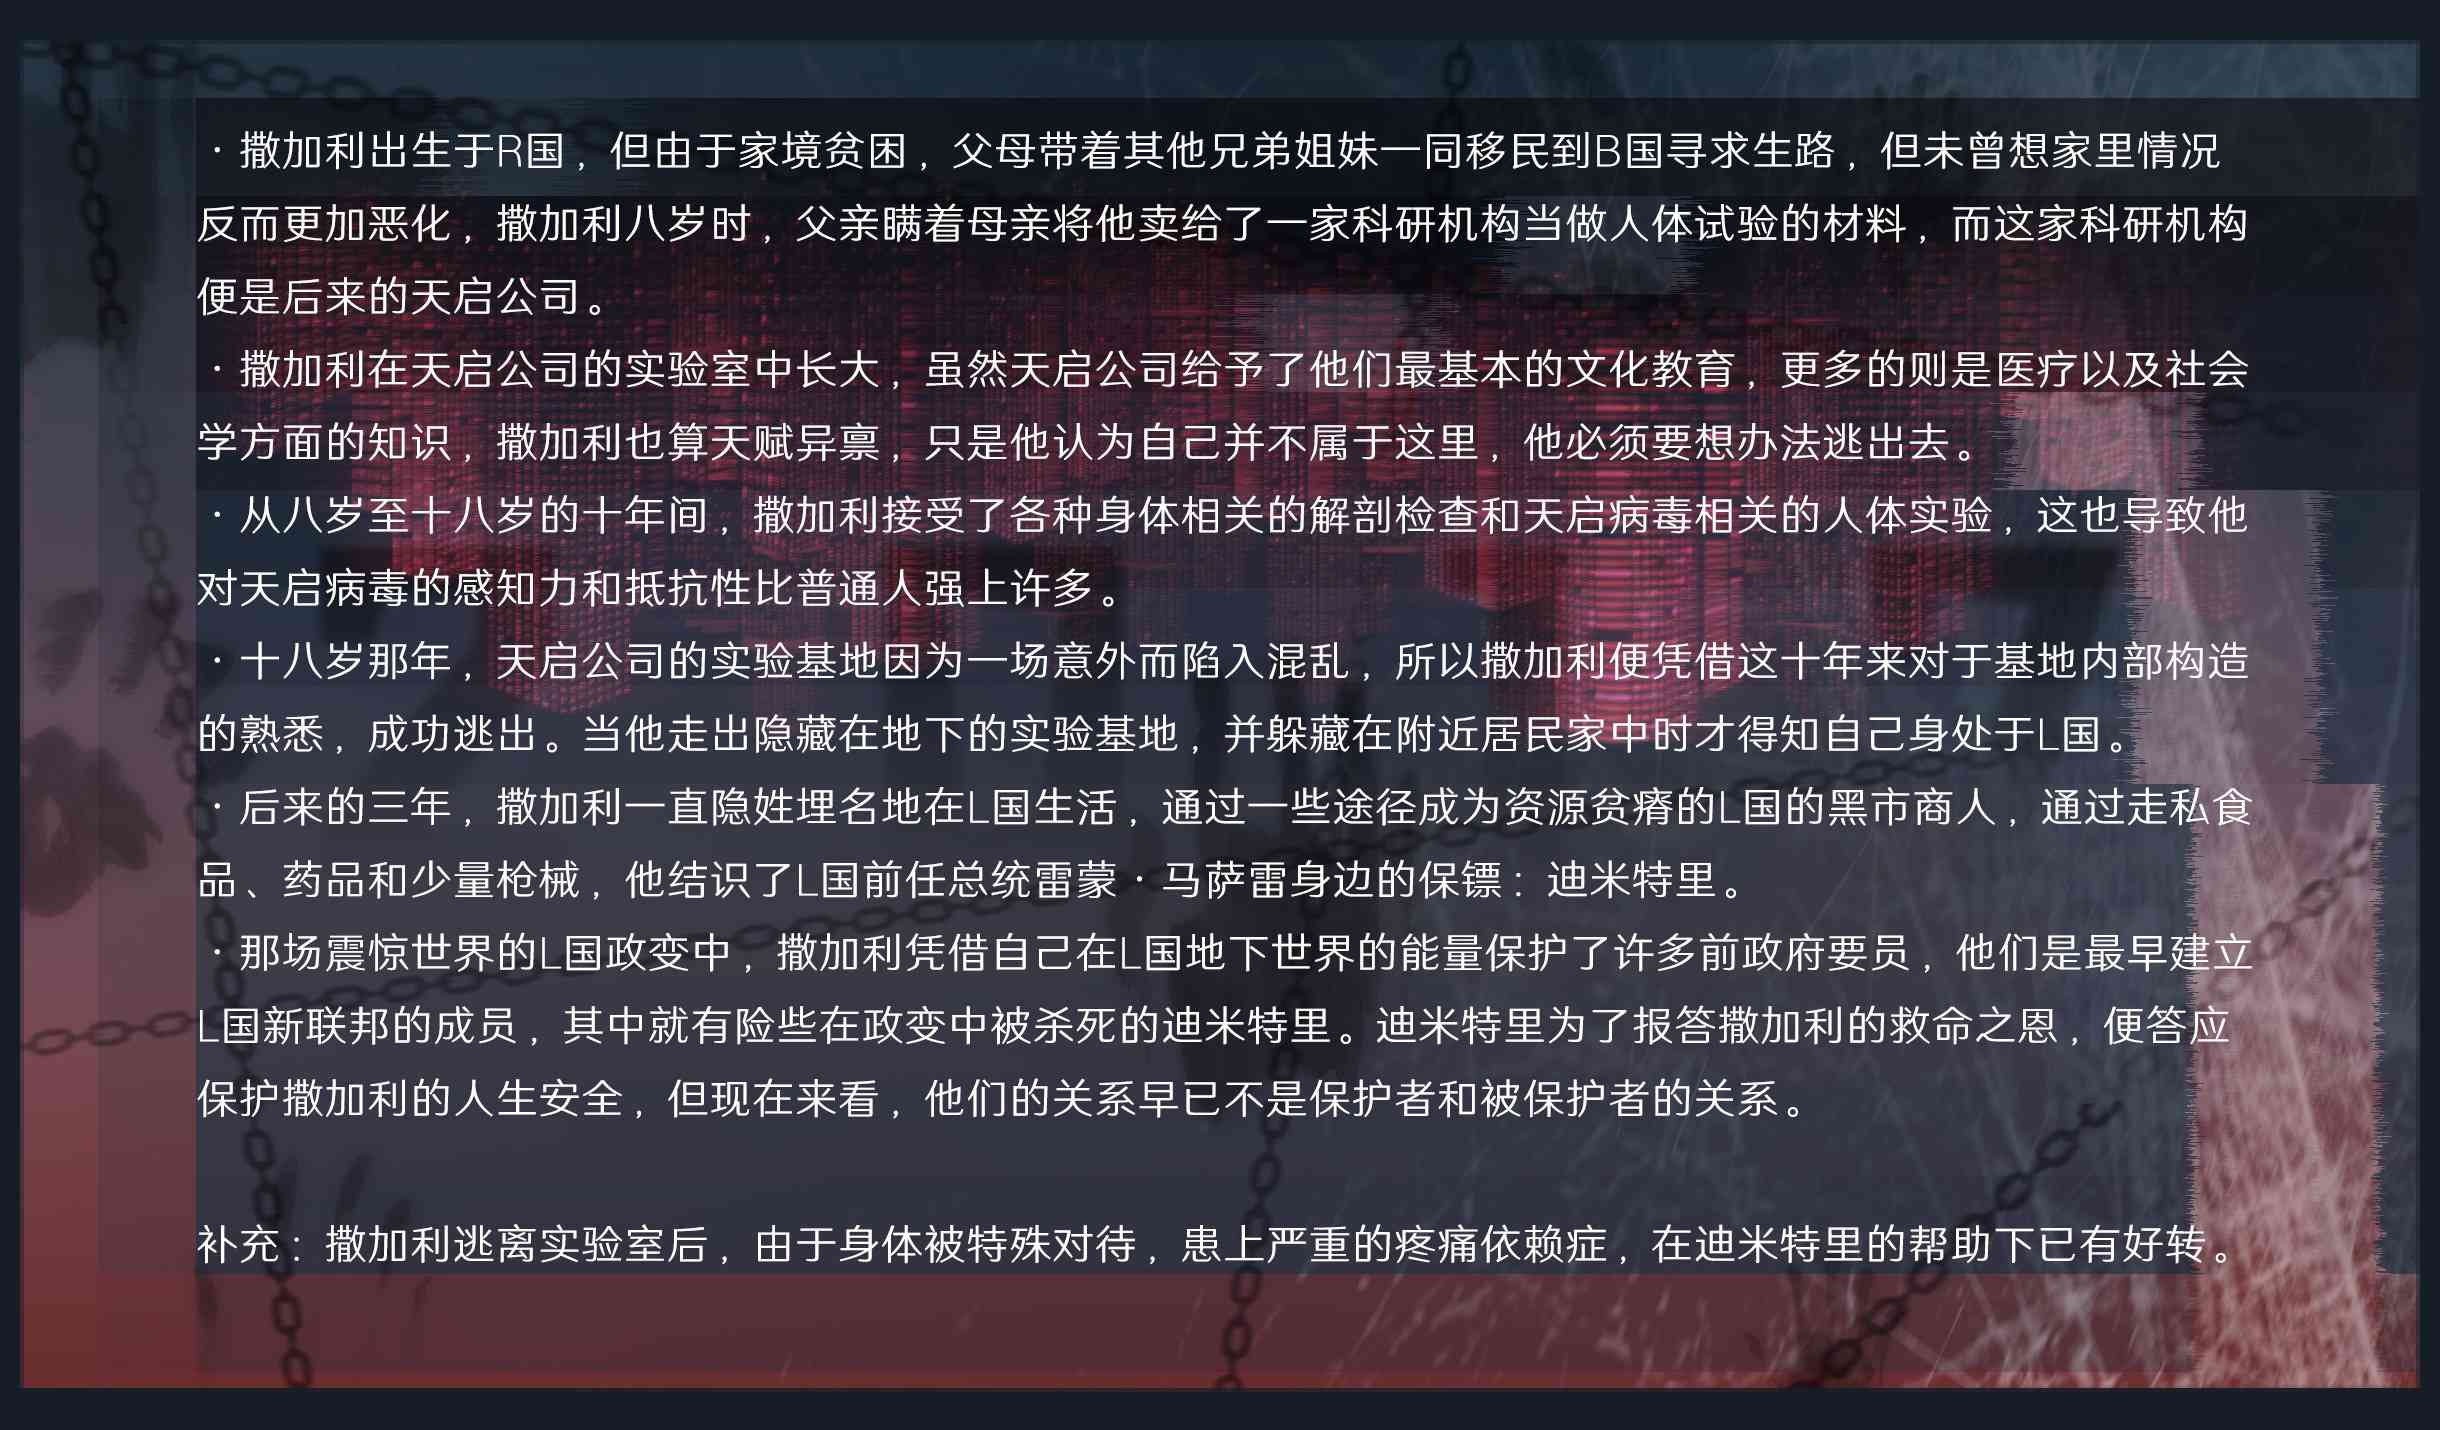 ·撒加利出生于R国，但由于家境贫困，父母带着其他兄弟姐妹一同移民到B国寻求生路，但未曾想家里情况
反而更加恶化，撒加利八岁时，父亲瞒着母亲将他卖给了一家科研机构当做人体试验的材料，而这家科研机构
便是后来的天启公司。
·撒加利在天启公司的实验室中长大，虽然天启公司给予了他们最基本的文化教育，更多的则是医疗以及社会
学方面的知识，撒加利也算天赋异禀，只是他认为自己并不属于这里，他必须要想办法逃出去。
·从八岁至十八岁的十年间，撒加利接受了各种身体相关的解剖检查和天启病毒相关的人体实验，这也导致他
对天启病毒的感知力和抵抗性比普通人强上许多。
·十八岁那年，天启公司的实验基地因为一场意外而陷入混乱，所以撒加利便凭借这十年来对于基地内部构造
的熟悉，成功逃出。当他走出隐藏在地下的实验基地，并躲藏在附近居民家中时才得知自己身处于L国。
·后来的三年，撒加利一直隐姓埋名地在L国生活，通过一些途径成为资源贫瘠的L国的黑市商人，通过走私食
品、药品和少量枪械，他结识了L国前任总统雷蒙·马萨雷身边的保镖：迪米特里。
·那场震惊世界的L国政变中，撒加利凭借自己在L国地下世界的能量保护了许多前政府要员，他们是最早建立
L国新联邦的成员，其中就有险些在政变中被杀死的迪米特里。迪米特里为了报答撒加利的救命之恩，便答应
保护撒加利的人生安全，但现在来看，他们的关系早已不是保护者和被保护者的关系。
补充：撒加利逃离实验室后，由于身体被特殊对待，患上严重的疼痛依赖症，在迪米特里的帮助下已有好转。